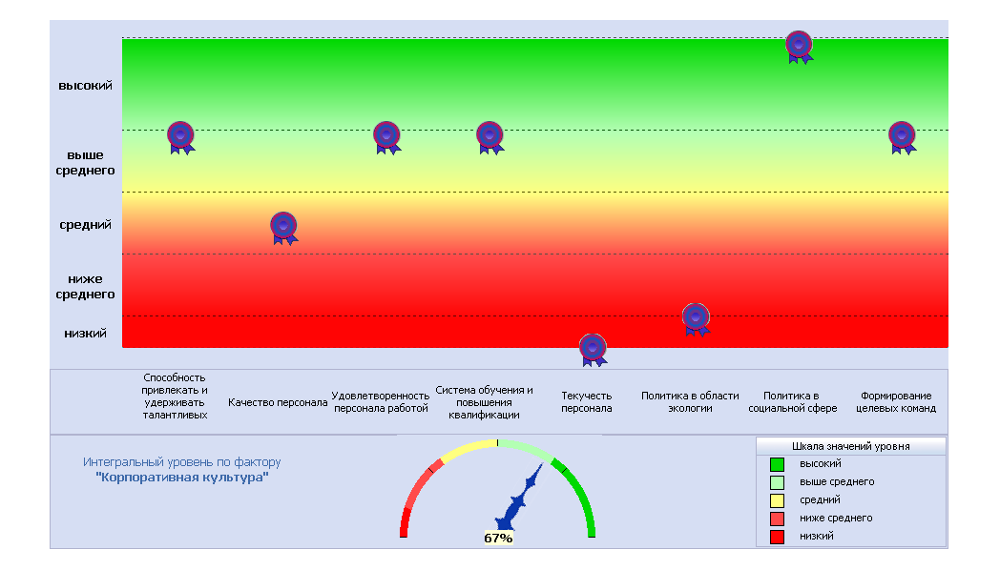 высокий
выше
среднего
средний
ниже
среднего
низкий
Способность
привлекать и
удерживать
талантливых
Качество персонала
Удовлетворенность
персонала работой
Система обучения и
повышения
квалификации
Текучесть
персонала
Политика в области
экологии
Политика в
социальной сфере
Формирование
целевых команд
Интегральный уровень по фактору
"Корпоративная культура"
67%
Шкала значений уровня
высокий
выше среднего
средний
ниже среднего
низкий